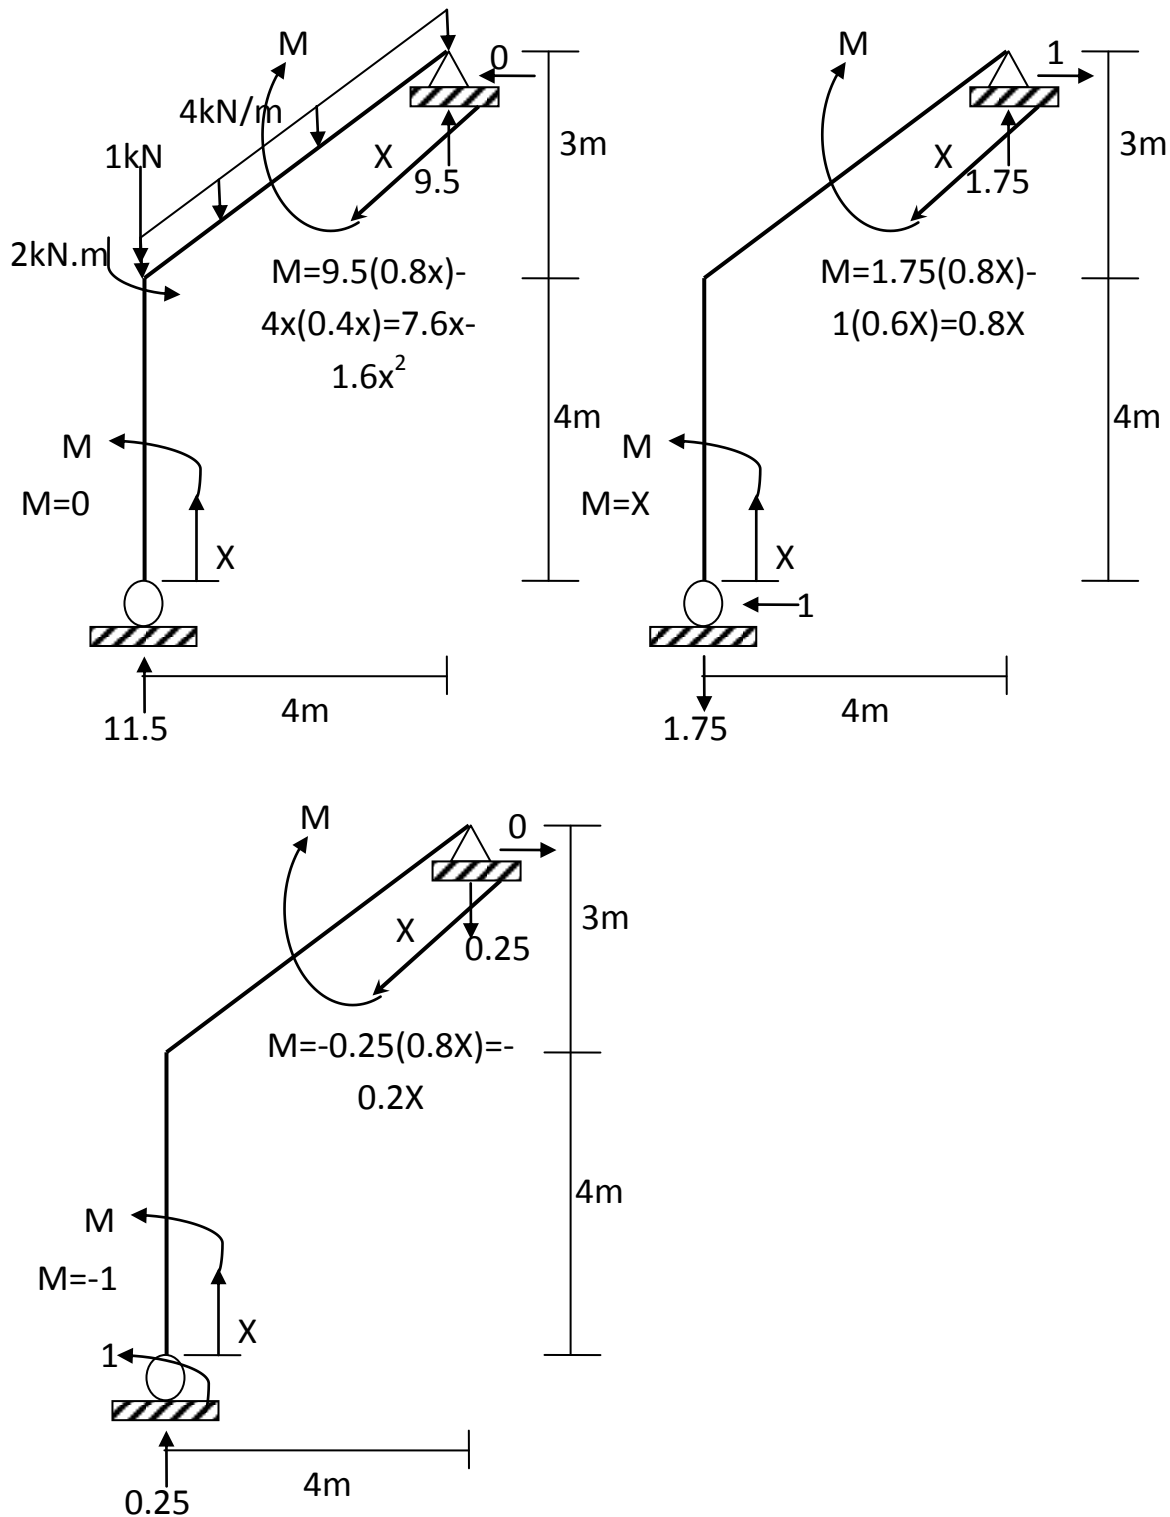 M
0
4kN/m
3m
1kN
X
9.5
2kN.m
M=9.5(0.8x)-
4x(0.4x)=7.6x-
1.6x²
4m
M
M=0
X
4m
11.5
M
1
3m
X
1.75
M=1.75(0.8X)-
1(0.6X)=0.8X
4m
M
M=X
X
1
4m
1.75
M
0
3m
X
0.25
M=-0.25(0.8X)=-
0.2X
4m
M
M=-1
X
1
4m
0.25